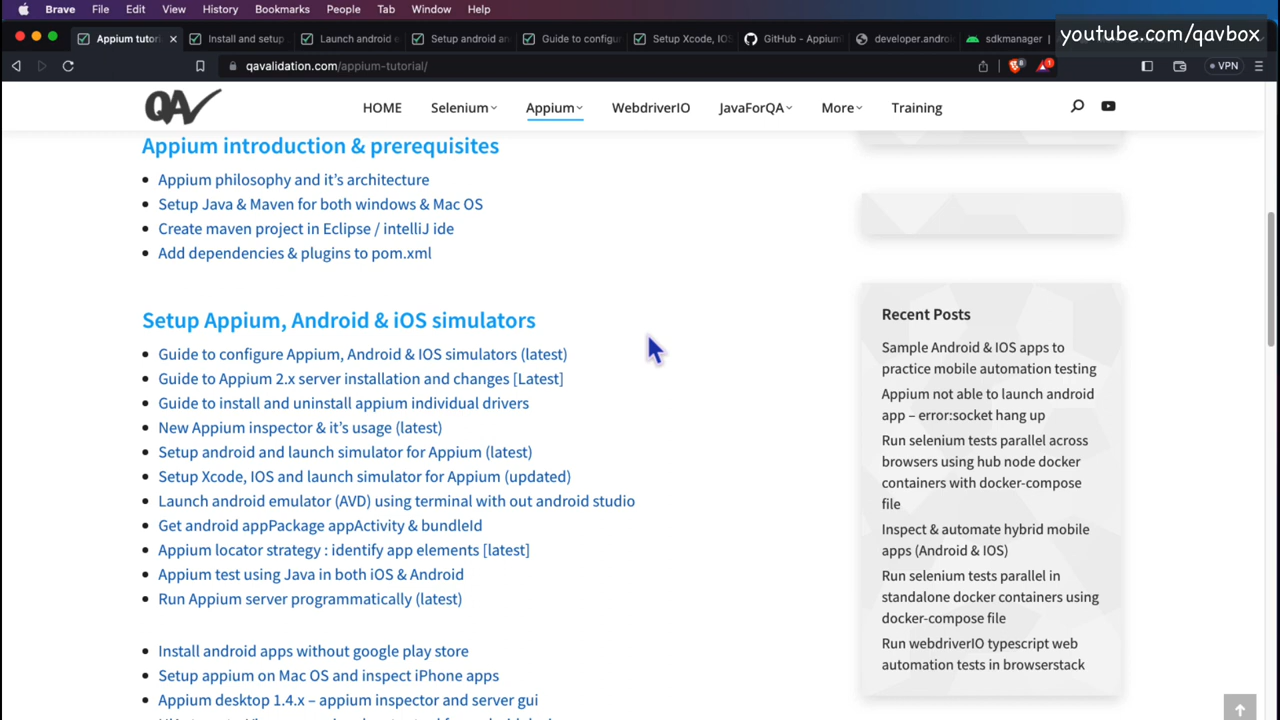 Brave File Edit View History Bookmarks People Tab Window Help
Appium tutori
Install and setup
Launch android e
Setup android an
Guide to configu
Setup Xcode, IOS
GitHub - Appium
developer.andro
sdkmanager
youtube.com/qavbox
qavalidation.com/appium-tutorial/
VPN
QA
HOME Selenium Appium WebdriverIO JavaForQA More Training
Appium introduction & prerequisites
Appium philosophy and it's architecture
Setup Java & Maven for both windows & Mac OS
Create maven project in Eclipse / intelliJ ide
Add dependencies & plugins to pom.xml
Setup Appium, Android & iOS simulators
Guide to configure Appium, Android & IOS simulators (latest)
Guide to Appium 2.x server installation and changes [Latest]
Guide to install and uninstall appium individual drivers
New Appium inspector & it's usage (latest)
Setup android and launch simulator for Appium (latest)
Setup Xcode, IOS and launch simulator for Appium (updated)
Launch android emulator (AVD) using terminal with out android studio
Get android appPackage appActivity & bundleId
Appium locator strategy : identify app elements [latest]
Appium test using Java in both iOS & Android
Run Appium server programmatically (latest)
Install android apps without google play store
Setup appium on Mac OS and inspect iPhone apps
Appium desktop 1.4.x – appium inspector and server gui
Recent Posts
Sample Android & IOS apps to
practice mobile automation testing
Appium not able to launch android
app – error:socket hang up
Run selenium tests parallel across
browsers using hub node docker
containers with docker-compose
file
Inspect & automate hybrid mobile
apps (Android & IOS)
Run selenium tests parallel in
standalone docker containers using
docker-compose file
Run webdriverIO typescript web
automation tests in browserstack